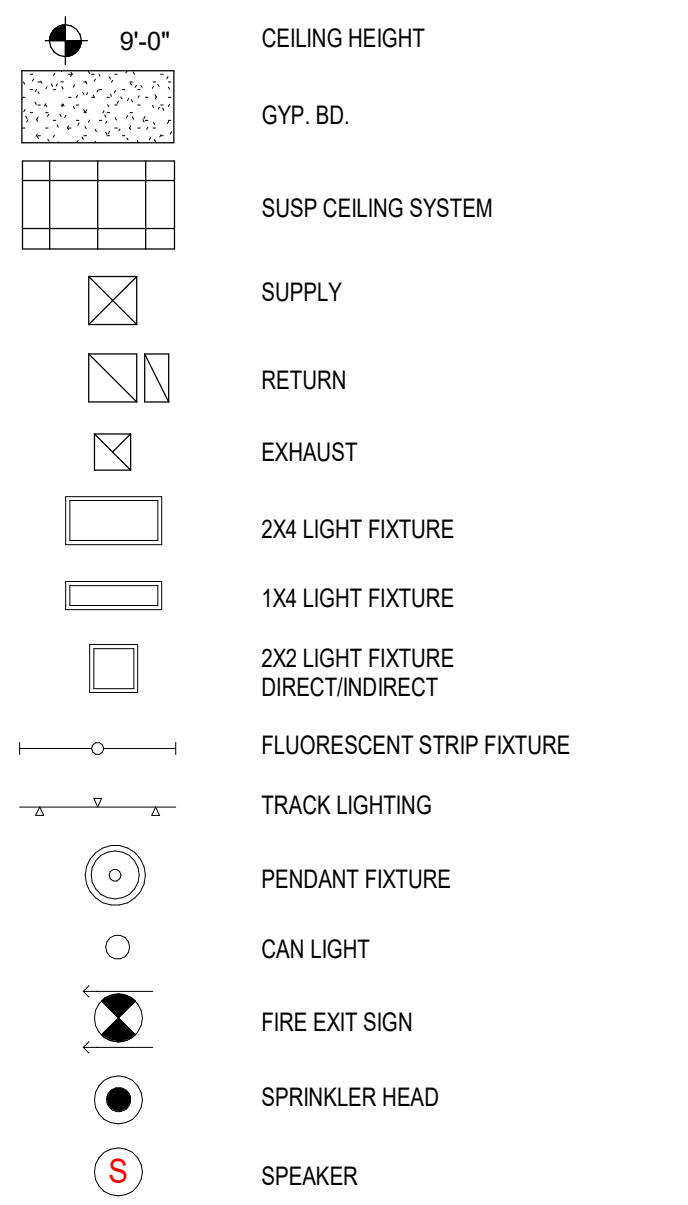 9'-0" CEILING HEIGHT
GYP. BD.
SUSP CEILING SYSTEM
SUPPLY
RETURN
EXHAUST
2X4 LIGHT FIXTURE
1X4 LIGHT FIXTURE
2X2 LIGHT FIXTURE
DIRECT/INDIRECT
FLUORESCENT STRIP FIXTURE
TRACK LIGHTING
PENDANT FIXTURE
CAN LIGHT
FIRE EXIT SIGN
SPRINKLER HEAD
S SPEAKER